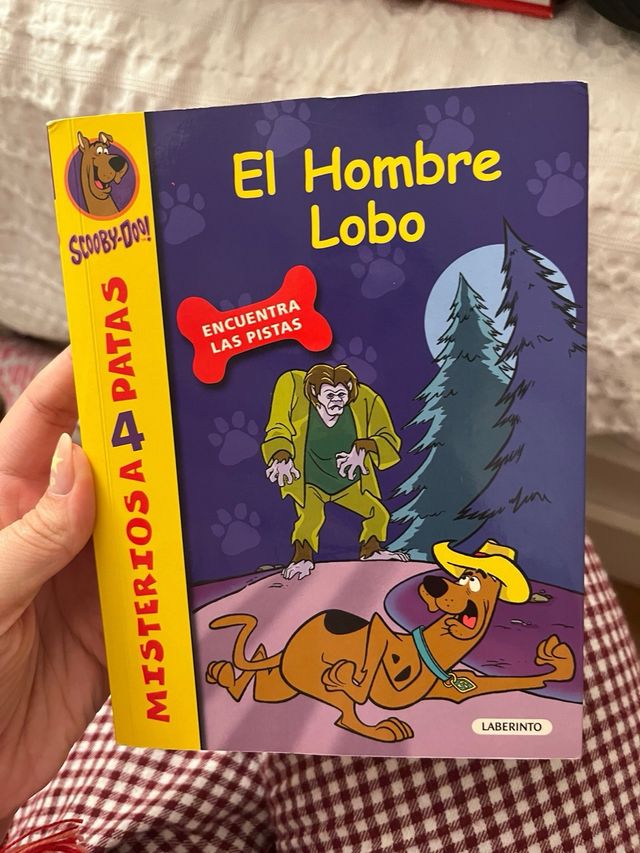 SCOOBY-DOO!
MISTERIOS A 4 PATAS
El Hombre
Lobo
ENCUENTRA
LAS PISTAS
LABERINTO